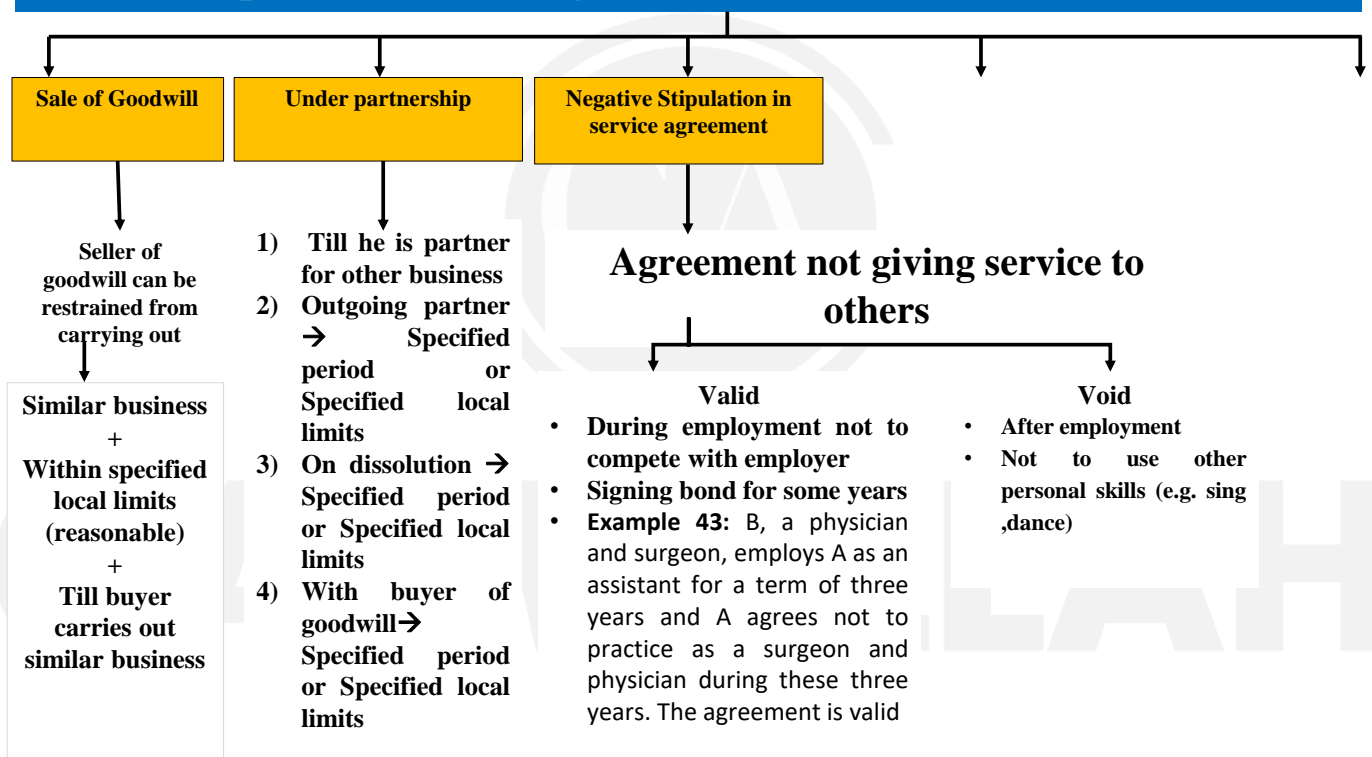 Sale of Goodwill
Seller of
goodwill can be
restrained from
carrying out
Similar business
+
Within specified
local limits
(reasonable)
+
Till buyer
carries out
similar business
Under partnership
1) Till he is partner
for other business
2) Outgoing partner
→ Specified
period or
Specified local
limits
3) On dissolution →
Specified period
or Specified local
limits
4) With buyer of
goodwill→
Specified period
or Specified local
limits
Negative Stipulation in
service agreement
Agreement not giving service to
others
Valid
• During employment not to
compete with employer
• Signing bond for some years
• Example 43: B, a physician
and surgeon, employs A as an
assistant for a term of three
years and A agrees not to
practice as a surgeon and
physician during these three
years. The agreement is valid
Void
• After employment
• Not to use other
personal skills (e.g. sing
,dance)